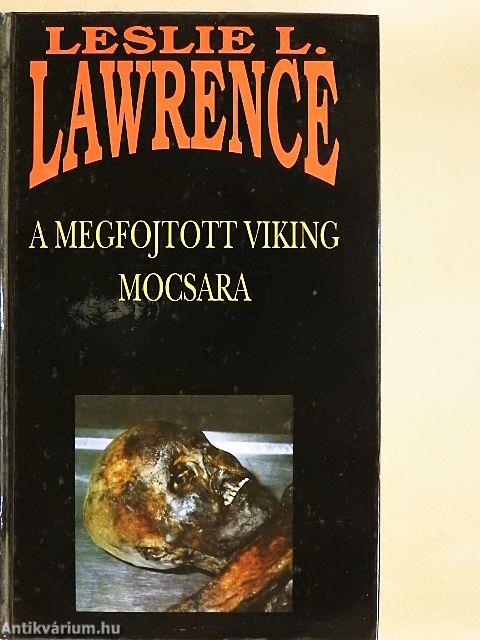 LESLIE L.
LAWRENCE
A MEGFOJTOTT VIKING
MOCSARA
Antikvárium.hu